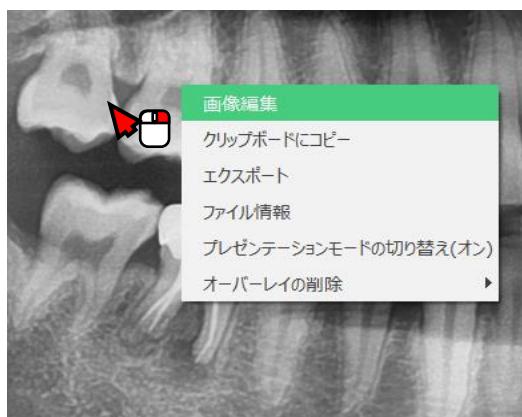 画像編集
クリップボードにコピー
エクスポート
ファイル情報
プレゼンテーションモードの切り替え(オン)
オーバーレイの削除